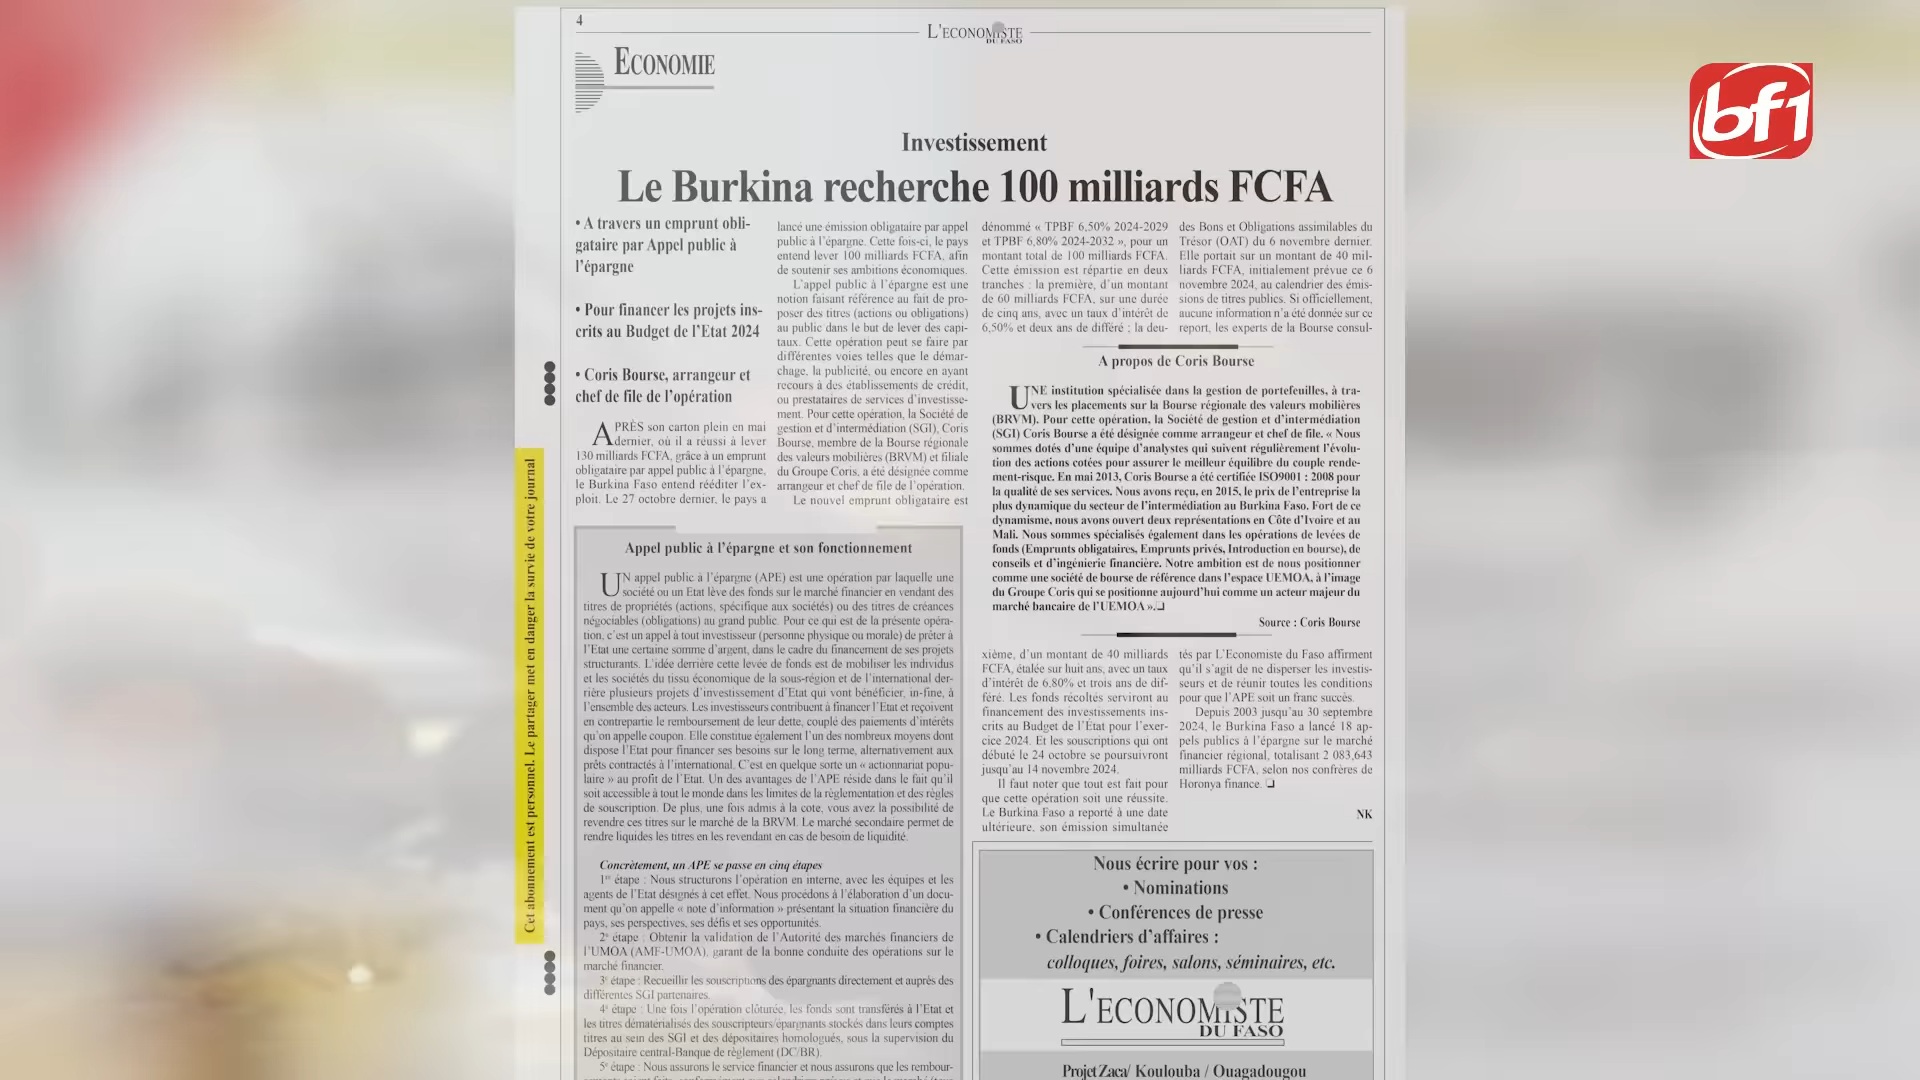 4
L'ECONOMISTE
DU FASO
ECONOMIE
bf1
Investissement
Le Burkina recherche 100 milliards FCFA
• A travers un emprunt obli-
gataire par Appel public à
l'épargne
• Pour financer les projets ins-
crits au Budget de l'Etat 2024
• Coris Bourse, arrangeur et
chef de file de l'opération
APRÈS son carton plein en mai
dernier, où il a réussi à lever
130 milliards FCFA, grâce à un emprunt
obligataire par appel public à l'épargne,
le Burkina Faso entend rééditer l'ex-
ploit. Le 27 octobre dernier, le pays a
lancé une émission obligataire par appel
public à l'épargne. Cette fois-ci, le pays
entend lever 100 milliards FCFA, afin
de soutenir ses ambitions économiques.
L'appel public à l'épargne est une
notion faisant référence au fait de pro-
poser des titres (actions ou obligations)
au public dans le but de lever des capi-
taux. Cette opération peut se faire par
différentes voies telles que le démar-
chage, la publicité, ou encore en ayant
recours à des établissements de crédit,
ou prestataires de services d'investisse-
ment. Pour cette opération, la Société de
gestion et d'intermédiation (SGI), Coris
Bourse, membre de la Bourse régionale
des valeurs mobilières (BRVM) et filiale
du Groupe Coris, a été désignée comme
arrangeur et chef de file de l'opération.
Le nouvel emprunt obligataire est
dénommé « TPBF 6,50% 2024-2029
et TPBF 6,80% 2024-2032 », pour un
montant total de 100 milliards FCFA.
Cette émission est répartie en deux
tranches : la première, d'un montant
de 60 milliards FCFA, sur une durée
de cinq ans, avec un taux d'intérêt de
6,50% et deux ans de différé ; la deu-
xième, d'un montant de 40 milliards
FCFA, étalée sur huit ans, avec un taux
d'intérêt de 6,80% et trois ans de dif-
féré. Les fonds récoltés serviront au
financement des investissements ins-
crits au Budget de l'État pour l'exer-
cice 2024. Et les souscriptions qui ont
débuté le 24 octobre se poursuivront
jusqu'au 14 novembre 2024.
Il faut noter que tout est fait pour
que cette opération soit une réussite.
Le Burkina Faso a reporté à une date
ultérieure, son émission simultanée
des Bons et Obligations assimilables du
Trésor (OAT) du 6 novembre dernier.
Elle portait sur un montant de 40 mil-
liards FCFA, initialement prévue ce 6
novembre 2024, au calendrier des émis-
sions de titres publics. Si officiellement,
aucune information n'a été donnée sur ce
report, les experts de la Bourse consul-
tés par L'Economiste du Faso affirment
qu'il s'agit de ne disperser les investis-
seurs et de réunir toutes les conditions
pour que l'APE soit un franc succès.
Depuis 2003 jusqu'au 30 septembre
2024, le Burkina Faso a lancé 18 ap-
pels publics à l'épargne sur le marché
financier régional, totalisant 2 083,643
milliards FCFA, selon nos confrères de
Horonya finance. ❏
NK
A propos de Coris Bourse
UNE institution spécialisée dans la gestion de portefeuilles, à tra-
vers les placements sur la Bourse régionale des valeurs mobilières
(BRVM). Pour cette opération, la Société de gestion et d'intermédiation
(SGI) Coris Bourse a été désignée comme arrangeur et chef de file. « Nous
sommes dotés d'une équipe d'analystes qui suivent régulièrement l'évolu-
tion des actions cotées pour assurer le meilleur équilibre du couple rende-
ment-risque. En mai 2013, Coris Bourse a été certifiée ISO9001 : 2008 pour
la qualité de ses services. Nous avons reçu, en 2015, le prix de l'entreprise la
plus dynamique du secteur de l'intermédiation au Burkina Faso. Fort de ce
dynamisme, nous avons ouvert deux représentations en Côte d'Ivoire et au
Mali. Nous sommes spécialisés également dans les opérations de levées de
fonds (Emprunts obligataires, Emprunts privés, Introduction en bourse), de
conseils et d'ingénierie financière. Notre ambition est de nous positionner
comme une société de bourse de référence dans l'espace UEMOA, à l'image
du Groupe Coris qui se positionne aujourd'hui comme un acteur majeur du
marché bancaire de l'UEMOA ».❏
Source : Coris Bourse
Cet abonnement est personnel. Le partager met en danger la survie de votre journal
Appel public à l'épargne et son fonctionnement
UN appel public à l'épargne (APE) est une opération par laquelle une
société ou un Etat lève des fonds sur le marché financier en vendant des
titres de propriétés (actions, spécifique aux sociétés) ou des titres de créances
négociables (obligations) au grand public. Pour ce qui est de la présente opéra-
tion, c'est un appel à tout investisseur (personne physique ou morale) de prêter à
l'Etat une certaine somme d'argent, dans le cadre du financement de ses projets
structurants. L'idée derrière cette levée de fonds est de mobiliser les individus
et les sociétés du tissu économique de la sous-région et de l'international der-
rière plusieurs projets d'investissement d'Etat qui vont bénéficier, in-fine, à
l'ensemble des acteurs. Les investisseurs contribuent à financer l'Etat et reçoivent
en contrepartie le remboursement de leur dette, couplé des paiements d'intérêts
qu'on appelle coupon. Elle constitue également l'un des nombreux moyens dont
dispose l'Etat pour financer ses besoins sur le long terme, alternativement aux
prêts contractés à l'international. C'est en quelque sorte un « actionnariat popu-
laire » au profit de l'Etat. Un des avantages de l'APE réside dans le fait qu'il
soit accessible à tout le monde dans les limites de la règlementation et des règles
de souscription. De plus, une fois admis à la cote, vous avez la possibilité de
revendre ces titres sur le marché de la BRVM. Le marché secondaire permet de
rendre liquides les titres en les revendant en cas de besoin de liquidité.
Concrètement, un APE se passe en cinq étapes
1re étape : Nous structurons l'opération en interne, avec les équipes et les
agents de l'Etat désignés à cet effet. Nous procédons à l'élaboration d'un docu-
ment qu'on appelle « note d'information » présentant la situation financière du
pays, ses perspectives, ses défis et ses opportunités.
2e étape : Obtenir la validation de l'Autorité des marchés financiers de
l'UMOA (AMF-UMOA), garant de la bonne conduite des opérations sur le
marché financier.
3e étape : Recueillir les souscriptions des épargnants directement et auprès des
différentes SGI partenaires.
4e étape : Une fois l'opération clôturée, les fonds sont transférés à l'Etat et
les titres dématérialisés des souscripteurs/épargnants stockés dans leurs comptes
titres au sein des SGI et des dépositaires homologués, sous la supervision du
Dépositaire central-Banque de règlement (DC/BR).
5e étape : Nous assurons le service financier et nous assurons que les rembour-
Nous écrire pour vos :
• Nominations
• Conférences de presse
• Calendriers d'affaires :
colloques, foires, salons, séminaires, etc.
L'ECONOMISTE
DU FASO
Projet Zaca/ Koulouba / Ouagadougou